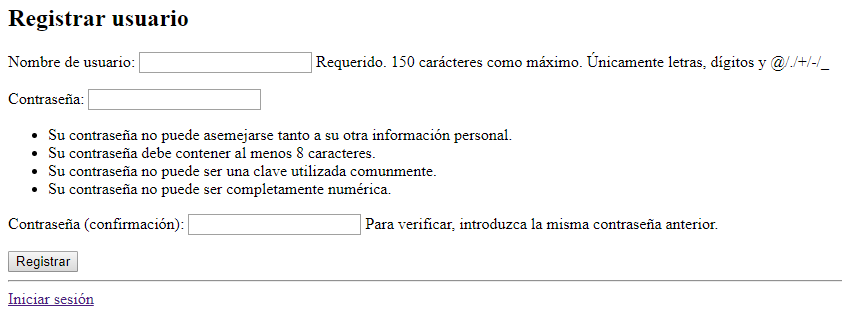 Registrar usuario
Nombre de usuario: Requerido. 150 carácteres como máximo. Únicamente letras, dígitos y @/./+/-/_
Contraseña:
• Su contraseña no puede asemejarse tanto a su otra información personal.
• Su contraseña debe contener al menos 8 caracteres.
• Su contraseña no puede ser una clave utilizada comunmente.
• Su contraseña no puede ser completamente numérica.
Contraseña (confirmación): Para verificar, introduzca la misma contraseña anterior.
Registrar
Iniciar sesión